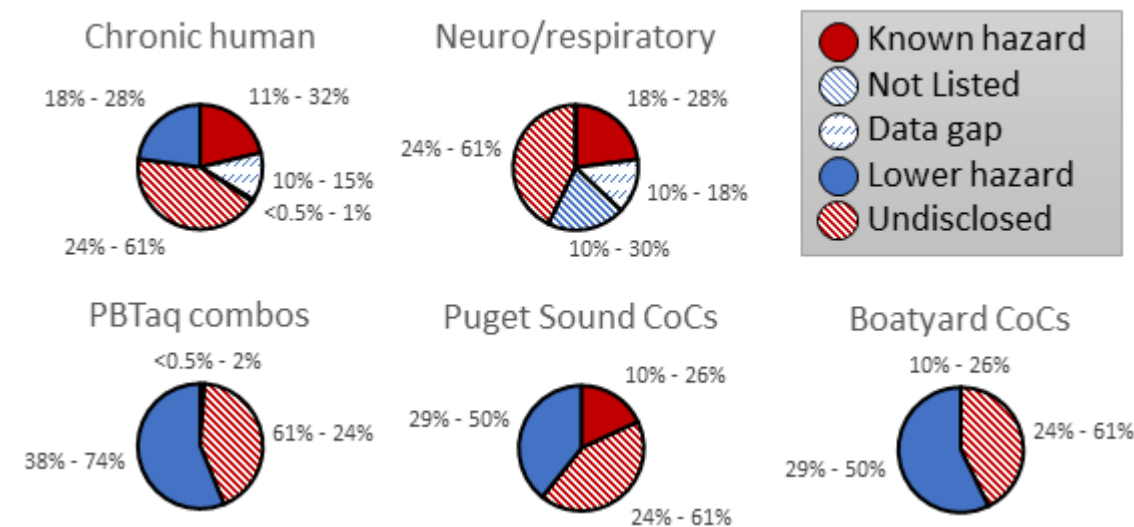 Chronic human
18% - 28%
11% - 32%
10% - 15%
<0.5% - 1%
24% - 61%
Neuro/respiratory
18% - 28%
24% - 61%
10% - 18%
10% - 30%
Known hazard
Not Listed
Data gap
Lower hazard
Undisclosed
PBTaq combos
<0.5% - 2%
61% - 24%
38% - 74%
Puget Sound CoCs
10% - 26%
29% - 50%
24% - 61%
Boatyard CoCs
10% - 26%
24% - 61%
29% - 50%